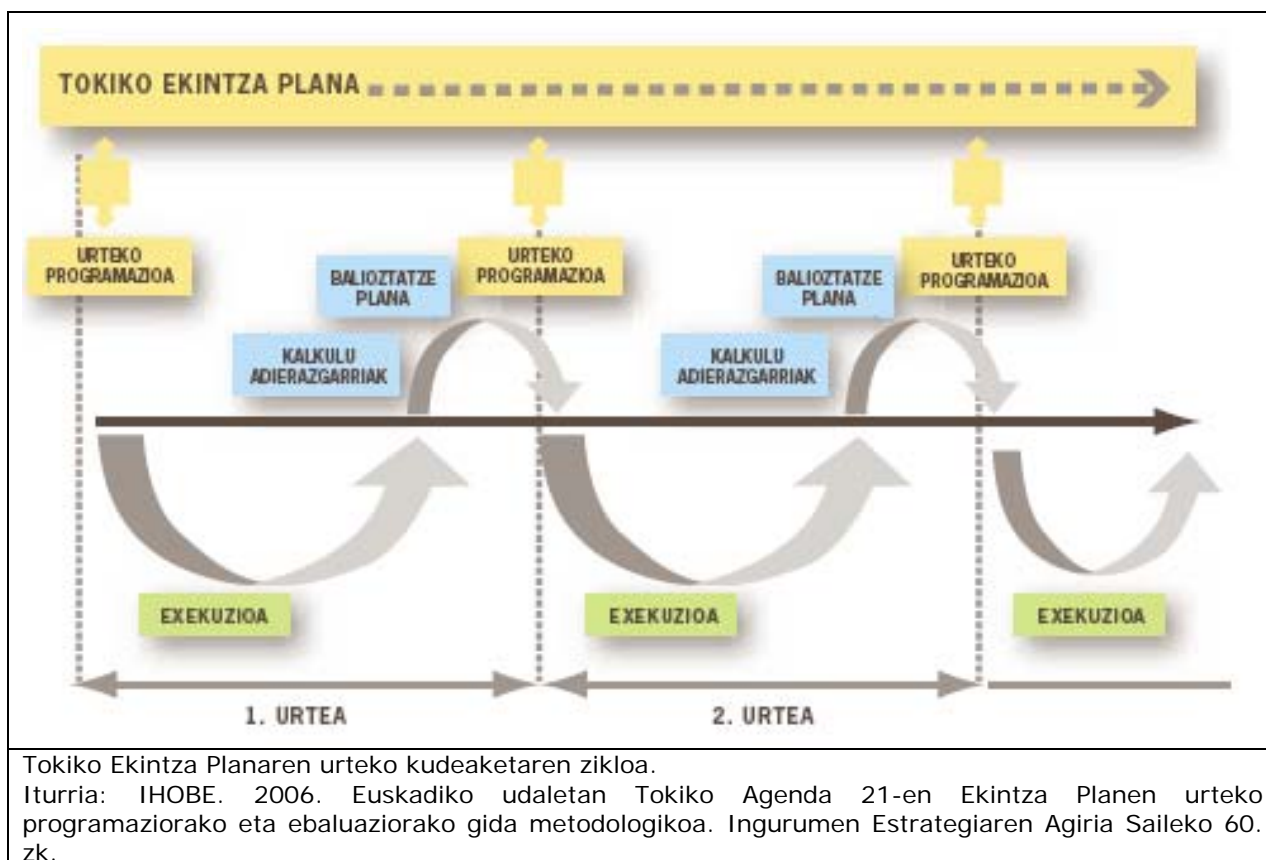 TOKIKO EKINTZA PLANA
URTEKO
PROGRAMAZIOA
BALIOZTATZE
PLANA
KALKULU
ADIERAZGARRIAK
URTEKO
PROGRAMAZIOA
BALIOZTATZE
PLANA
KALKULU
ADIERAZGARRIAK
URTEKO
PROGRAMAZIOA
EXEKUZIOA
EXEKUZIOA
EXEKUZIOA
1. URTEA
2. URTEA
Tokiko Ekintza Planaren urteko kudeaketaren zikloa.
Iturria: IHOBE. 2006. Euskadiko udaletan Tokiko Agenda 21-en Ekintza Planen urteko
programaziorako eta ebaluaziorako gida metodologikoa. Ingurumen Estrategiaren Agiria Saileko 60.
zk.